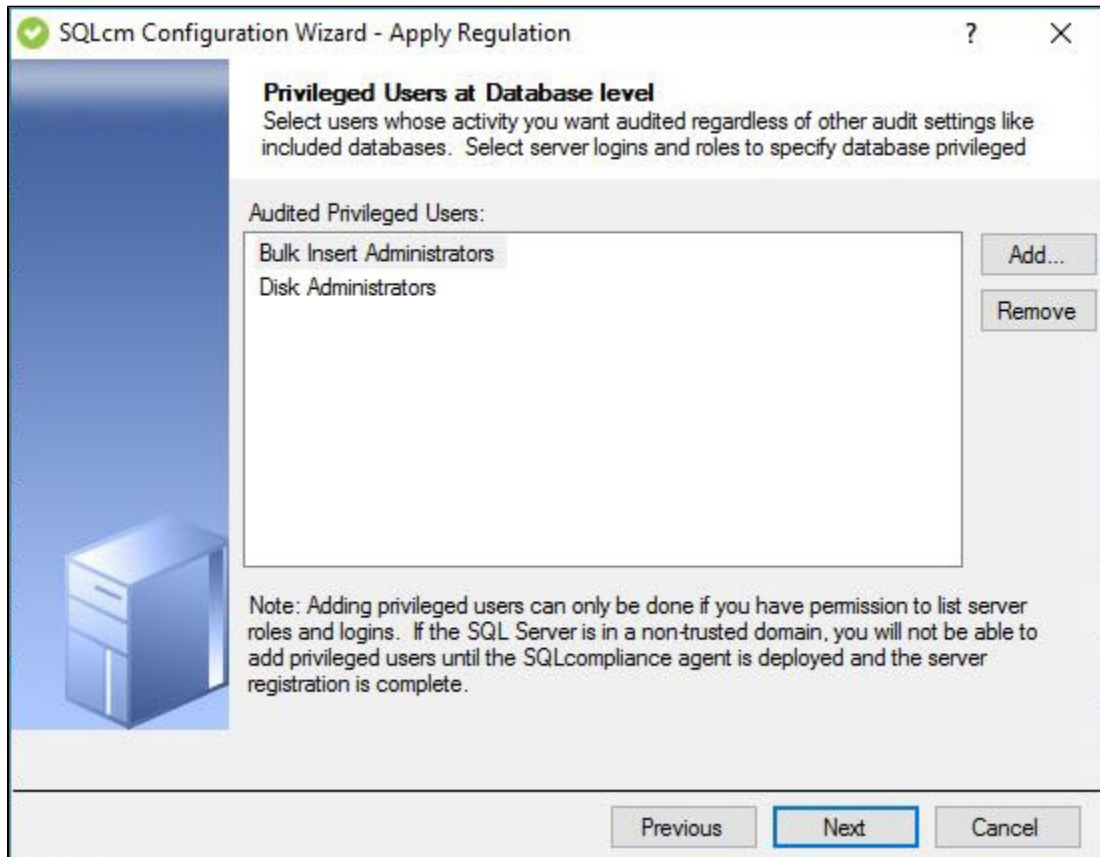 SQLcm Configuration Wizard - Apply Regulation
?
Privileged Users at Database level
Select users whose activity you want audited regardless of other audit settings like
included databases. Select server logins and roles to specify database privileged
Audited Privileged Users:
Bulk Insert Administrators
Disk Administrators
Add...
Remove
Note: Adding privileged users can only be done if you have permission to list server
roles and logins. If the SQL Server is in a non-trusted domain, you will not be able to
add privileged users until the SQLcompliance agent is deployed and the server
registration is complete.
Previous
Next
Cancel